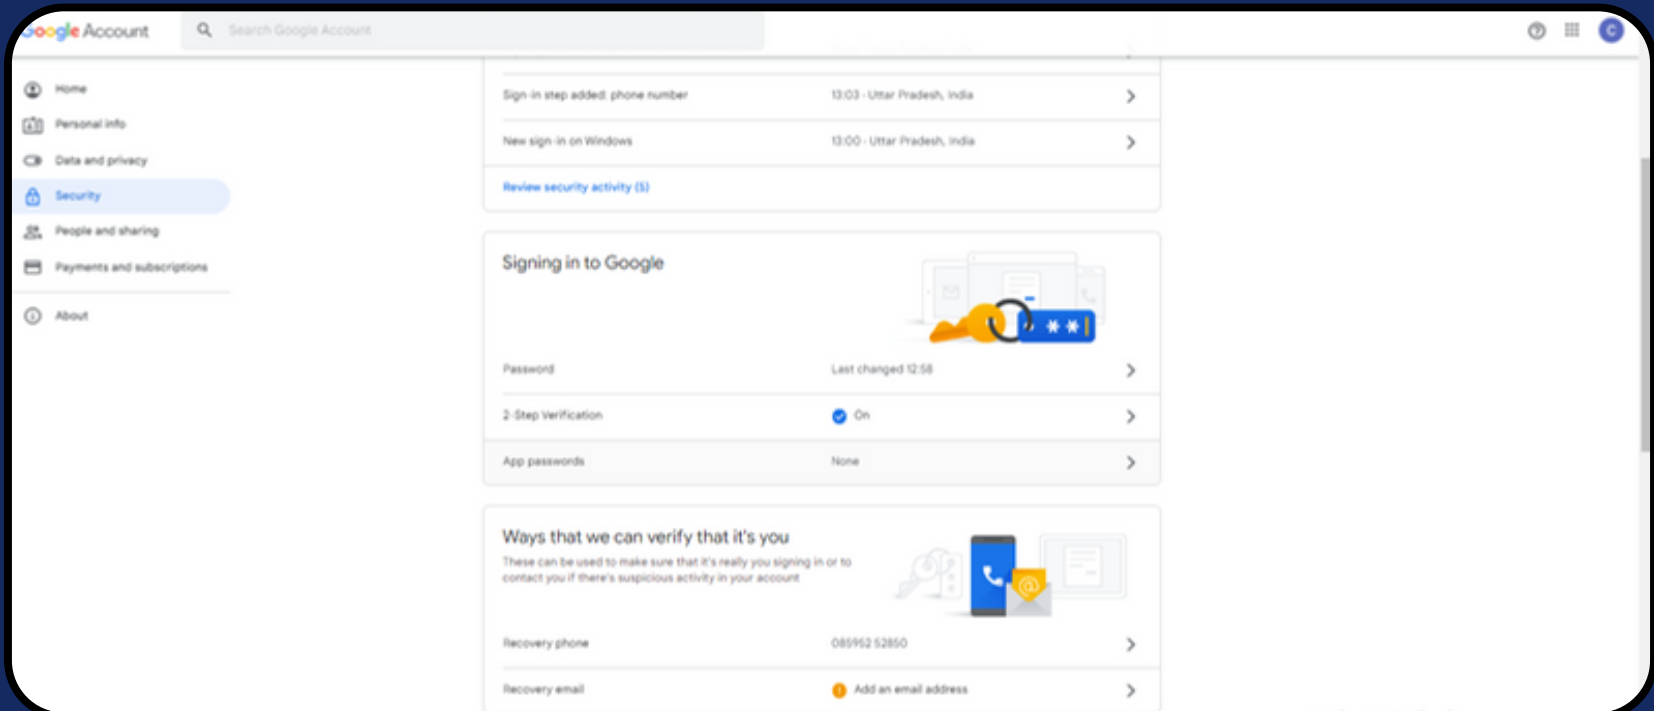 Google Account
Search Google Account
C
Home
Personal info
Data and privacy
Security
People and sharing
Payments and subscriptions
About
Sign-in step added: phone number 13:03 - Uttar Pradesh, India
New sign-in on Windows 13:00 - Uttar Pradesh, India
Review security activity (5)
Signing in to Google
**
Password Last changed 12:58
2-Step Verification On
App passwords None
Ways that we can verify that it's you
These can be used to make sure that it's really you signing in or to
contact you if there's suspicious activity in your account
@
Recovery phone 085952 52850
Recovery email ! Add an email address